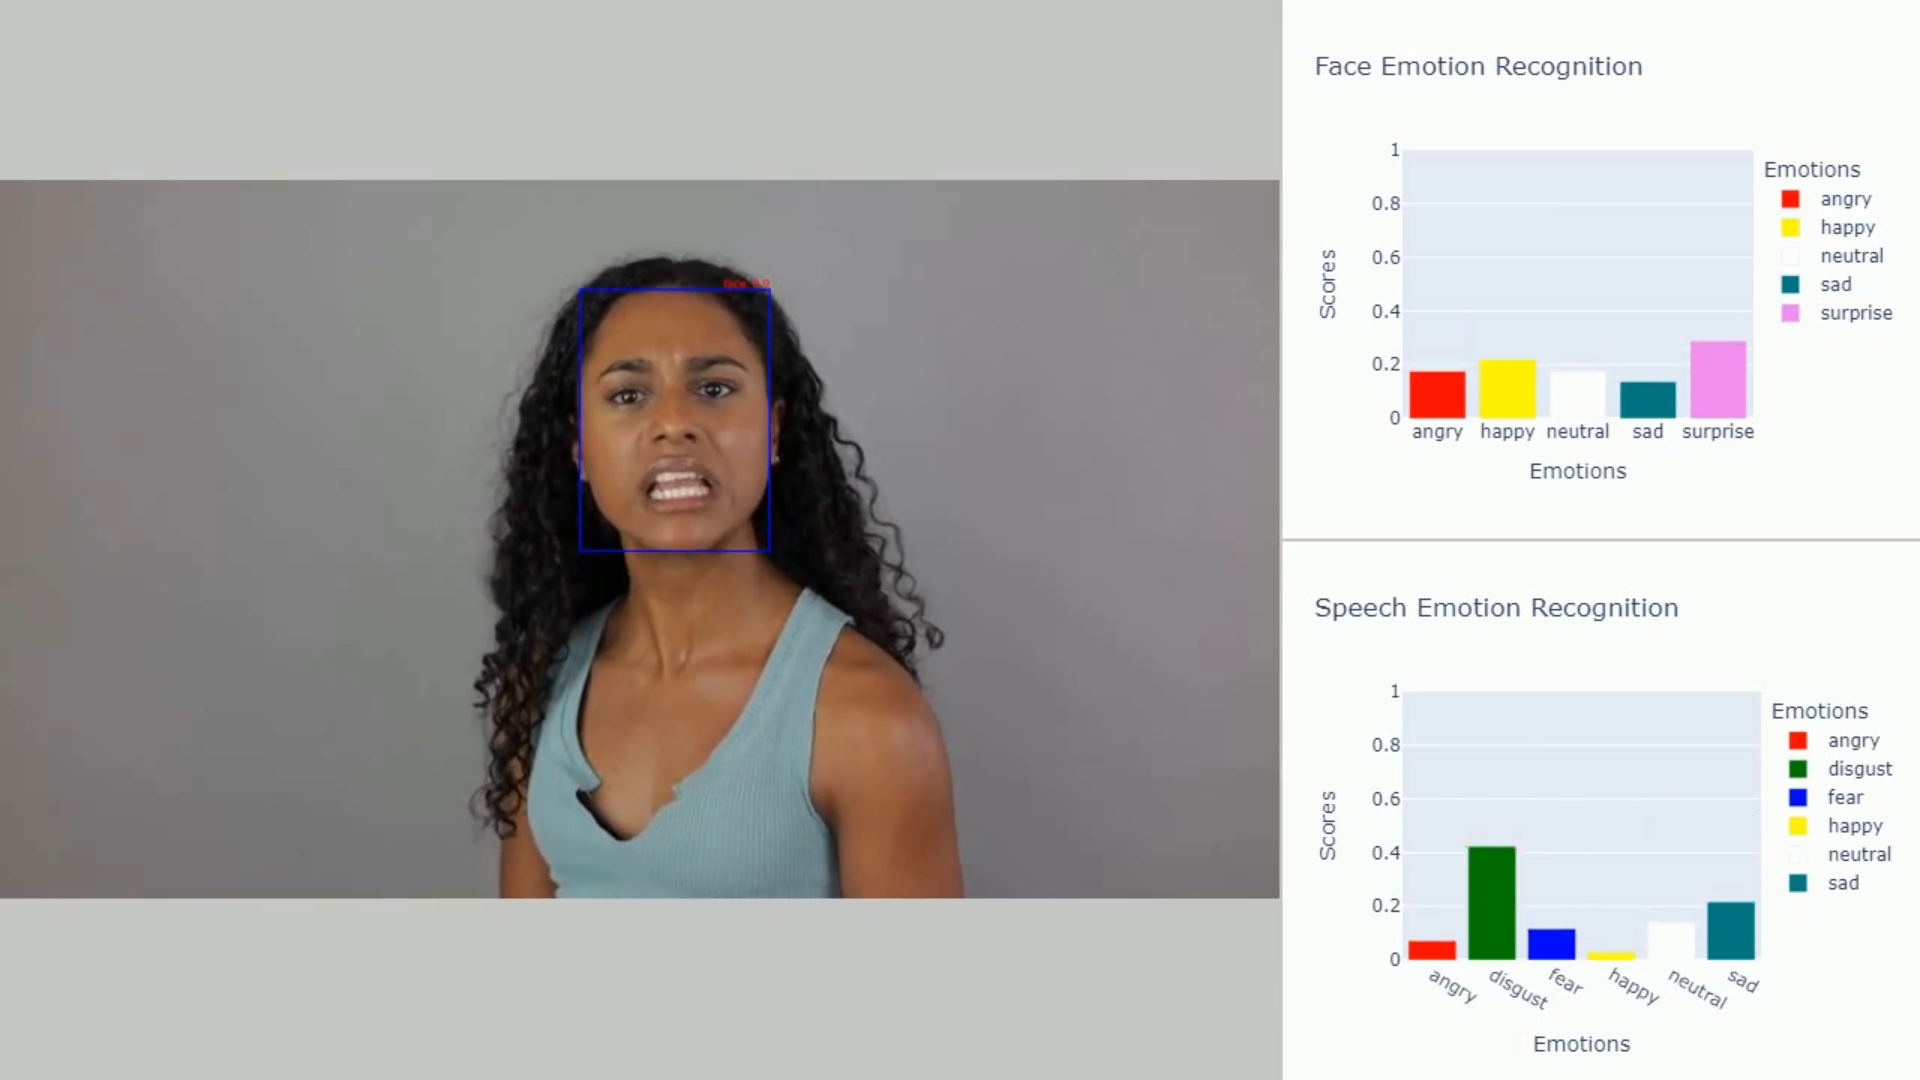 Face Emotion Recognition
1
0.8
0.6
0.4
0.2
0
Scores
angry happy neutral sad surprise
Emotions
Emotions
angry
happy
neutral
sad
surprise
Speech Emotion Recognition
1
0.8
0.6
0.4
0.2
0
Scores
angry disgust fear happy neutral sad
Emotions
Emotions
angry
disgust
fear
happy
neutral
sad